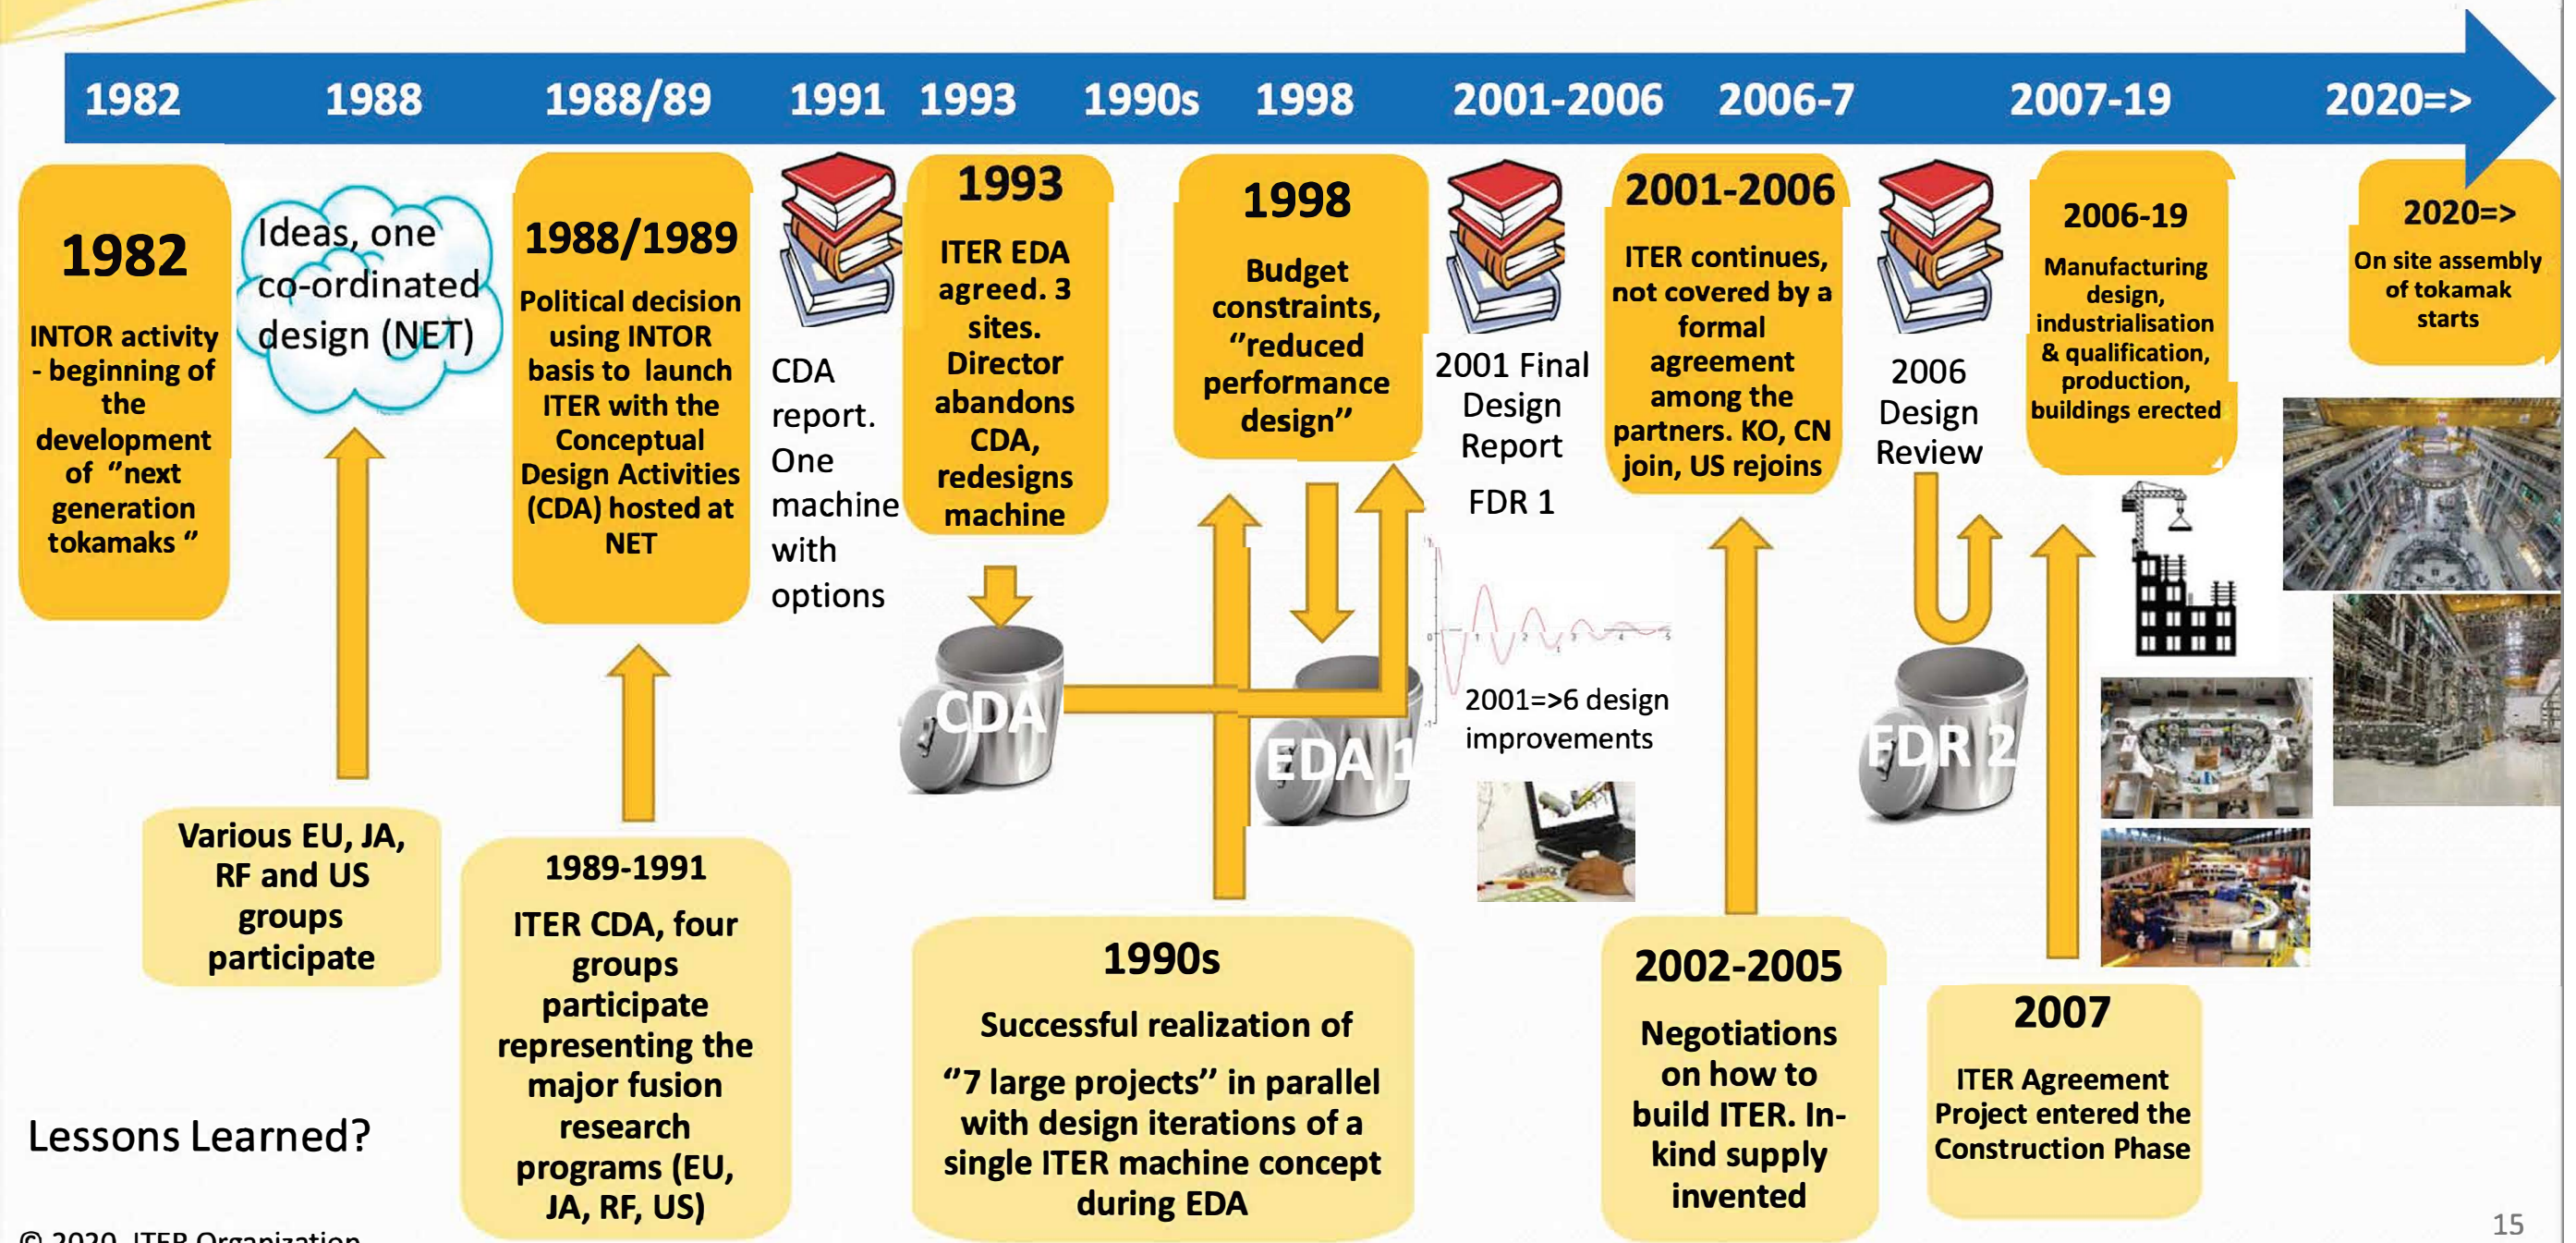 1982
1988
1988/89
1991
1993
1990s
1998
2001-2006
2006-7
2007-19
2020=>
1982
INTOR activity
- beginning of
the
development
of ‘‘next
generation
tokamaks ‘’
Ideas, one
co-ordinated
design (NET)
Various EU, JA,
RF and US
groups
participate
1988/1989
Political decision
using INTOR
basis to launch
ITER with the
Conceptual
Design Activities
(CDA) hosted at
NET
1989-1991
ITER CDA, four
groups
participate
representing the
major fusion
research
programs (EU,
JA, RF, US)
CDA
report.
One
machine
with
options
1993
ITER EDA
agreed. 3
sites.
Director
abandons
CDA,
redesigns
machine
CDA
1990s
Successful realization of
‘‘7 large projects’’ in parallel
with design iterations of a
single ITER machine concept
during EDA
1998
Budget
constraints,
‘‘reduced
performance
design’’
EDA 1
2001 Final
Design
Report
FDR 1
0 1 2 3 4 5
-1
2001=>6 design
improvements
2001-2006
ITER continues,
not covered by a
formal
agreement
among the
partners. KO, CN
join, US rejoins
2002-2005
Negotiations
on how to
build ITER. In-
kind supply
invented
2006
Design
Review
FDR 2
2007
ITER Agreement
Project entered the
Construction Phase
2006-19
Manufacturing
design,
industrialisation
& qualification,
production,
buildings erected
2020=>
On site assembly
of tokamak
starts
Lessons Learned?
© 2020, ITER Organization
15